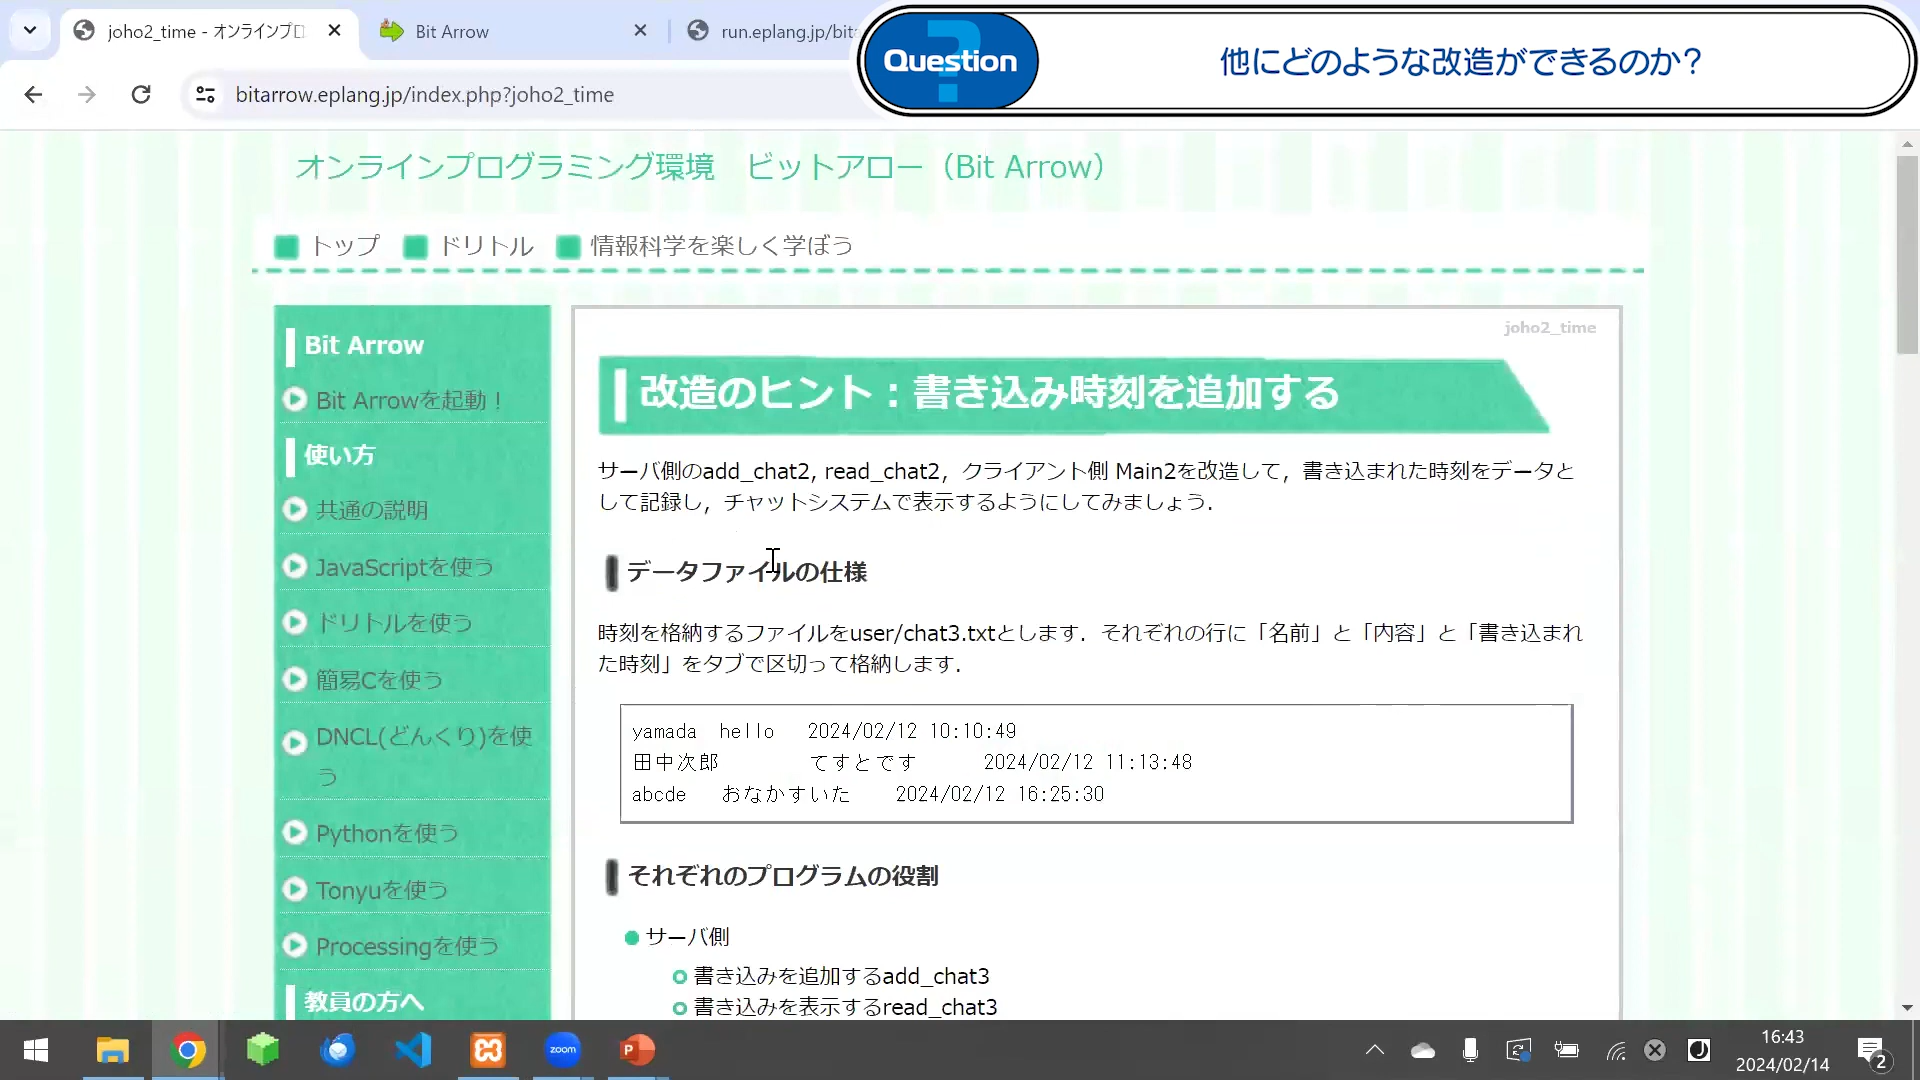 joho2_time - オンラインプロ
Bit Arrow
run.eplang.jp/bita
Question
他にどのような改造ができるのか？
bitarrow.eplang.jp/index.php?joho2_time
オンラインプログラミング環境　ビットアロー（Bit Arrow）
トップ ドリトル 情報科学を楽しく学ぼう
joho2_time
Bit Arrow
Bit Arrowを起動！
使い方
共通の説明
JavaScriptを使う
ドリトルを使う
簡易Cを使う
DNCL(どんくり)を使
う
Pythonを使う
Tonyuを使う
Processingを使う
教員の方へ
改造のヒント：書き込み時刻を追加する
サーバ側のadd_chat2, read_chat2，クライアント側 Main2を改造して，書き込まれた時刻をデータと
して記録し，チャットシステムで表示するようにしてみましょう．
データファイルの仕様
時刻を格納するファイルをuser/chat3.txtとします．それぞれの行に「名前」と「内容」と「書き込まれ
た時刻」をタブで区切って格納します．
yamada hello 2024/02/12 10:10:49
田中次郎 てすとです 2024/02/12 11:13:48
abcde おなかすいた 2024/02/12 16:25:30
それぞれのプログラムの役割
サーバ側
書き込みを追加するadd_chat3
書き込みを表示するread_chat3
zoom
16:43
2024/02/14
2